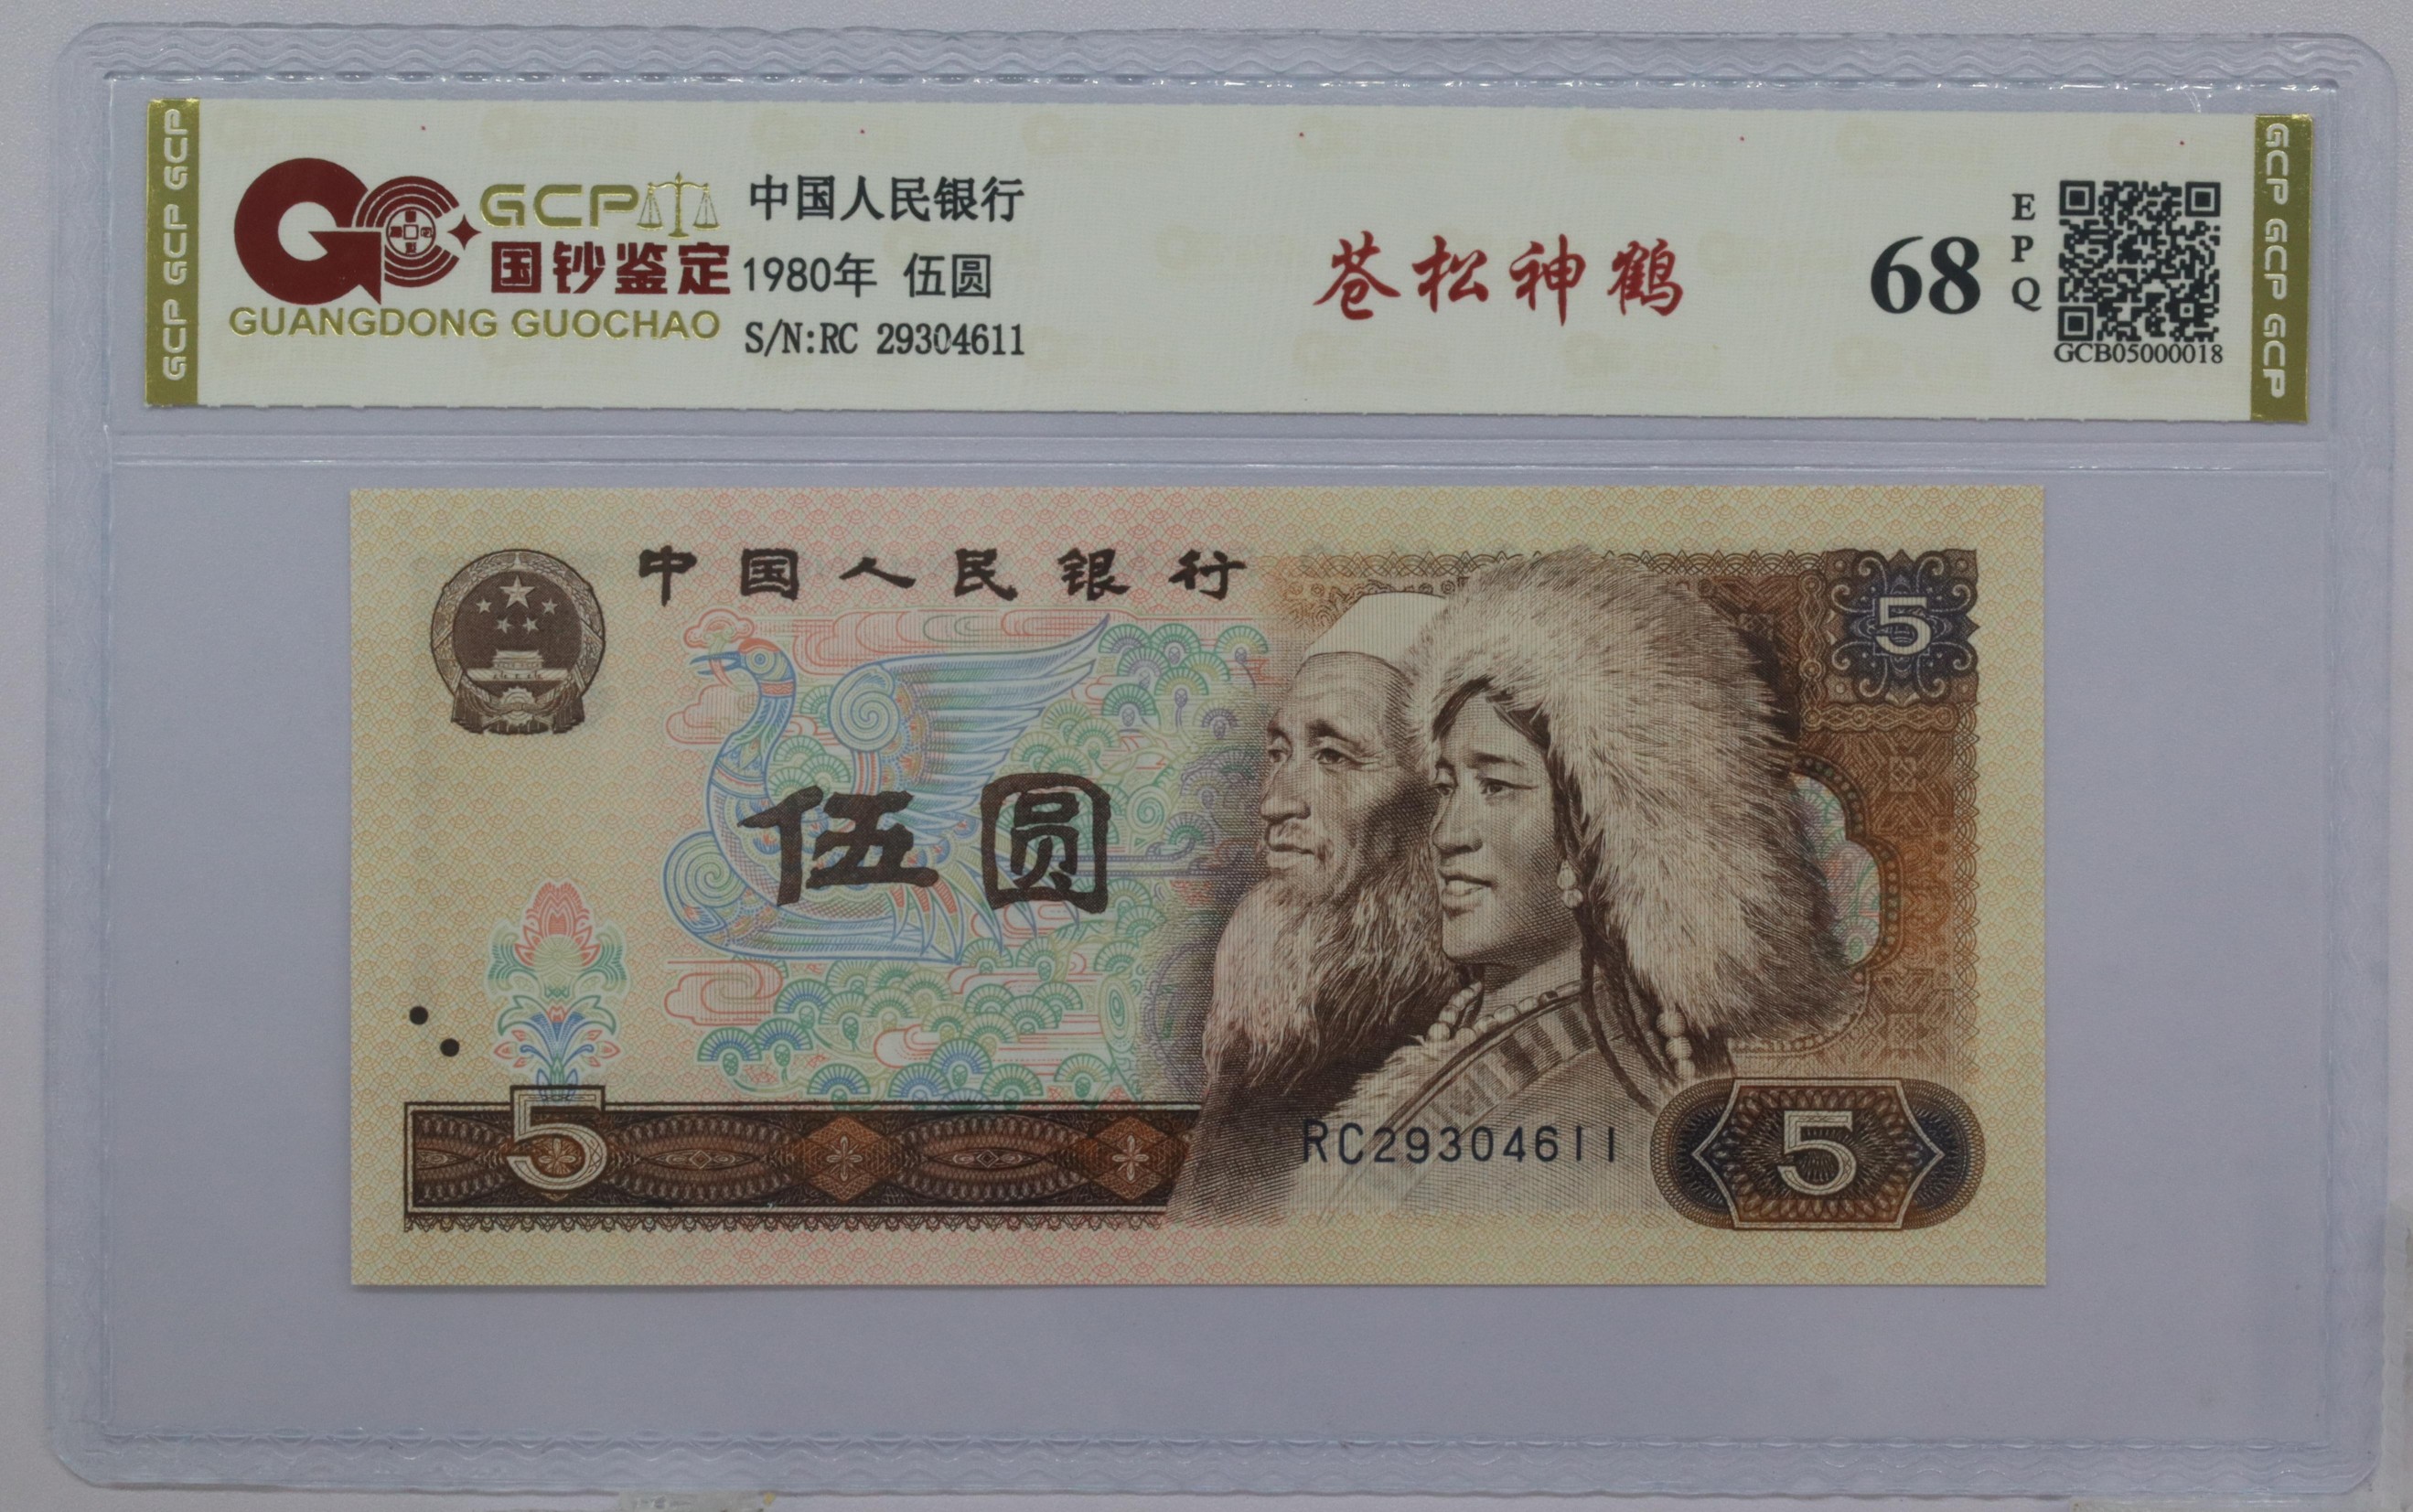 GCP GCP GCP GCP
GCP
国钞鉴定
GUANGDONG GUOCHAO
中国人民银行
1980年 伍圆
S/N:RC 29304611
苍松神鹤
68
EPQ
GCB05000018
GCP GCP GCP GCP
中国人民银行
5
伍圆
5
RC29304611
5